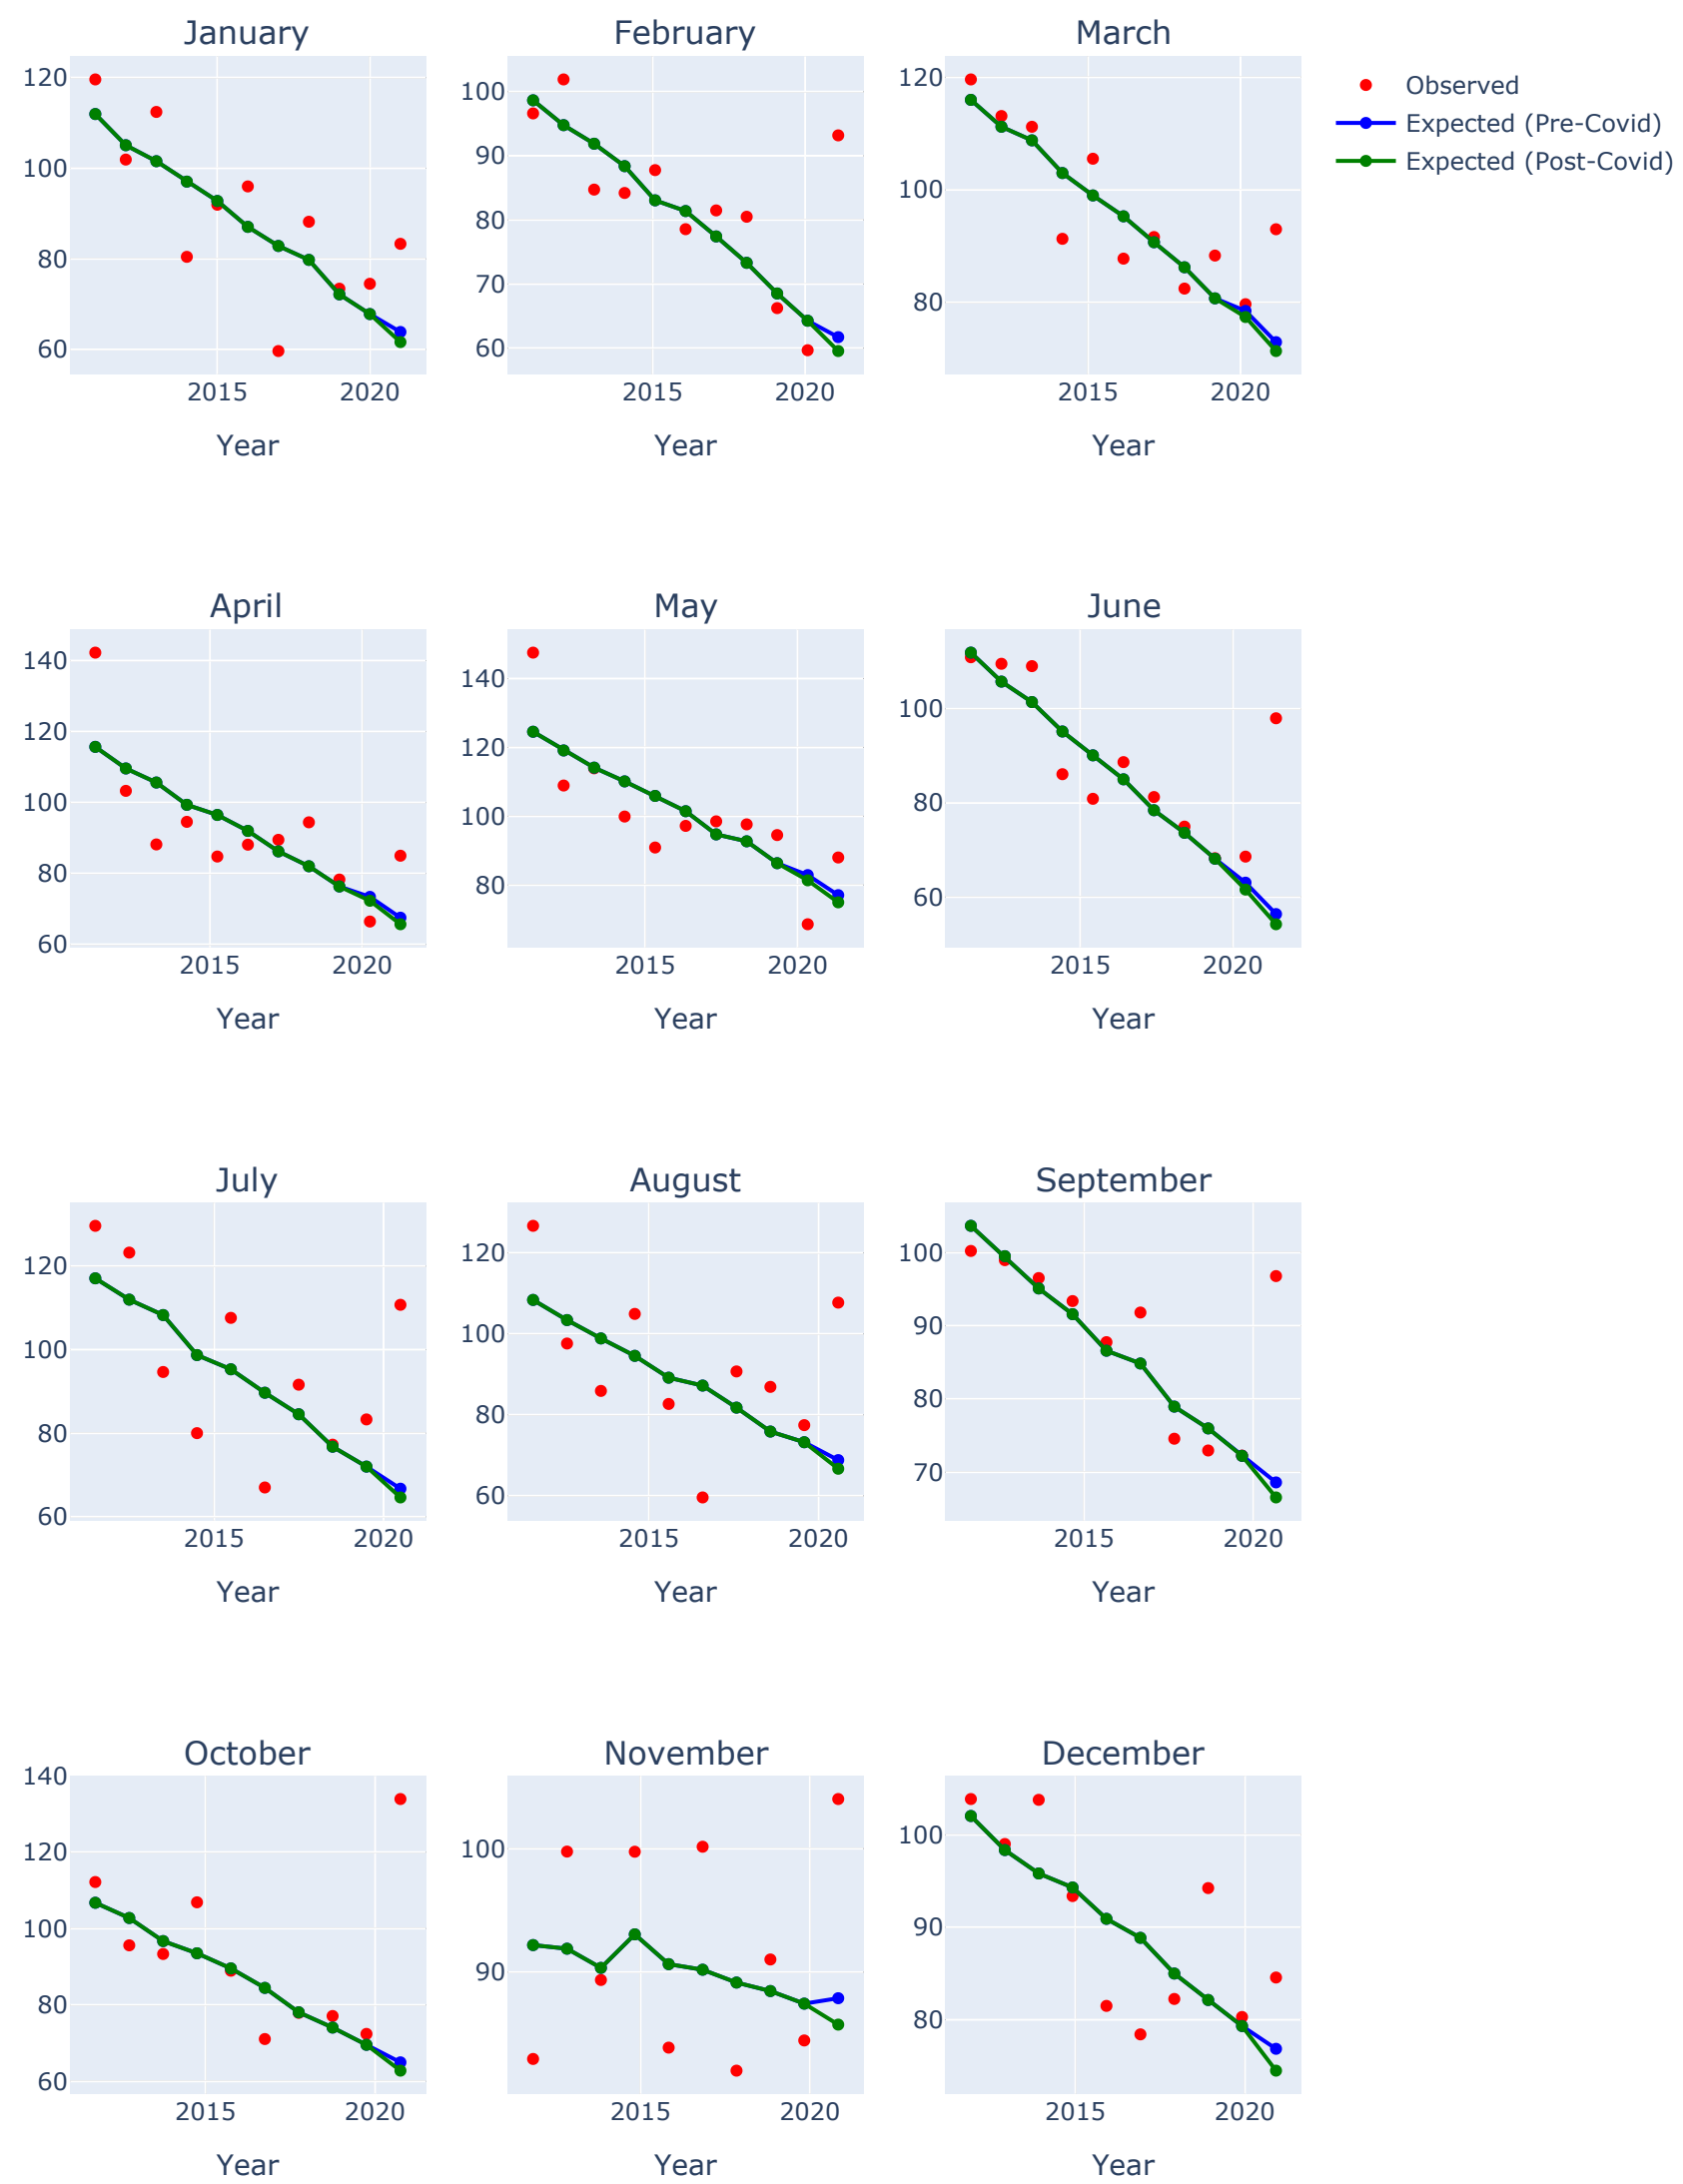 January
February
March
120
100
80
60
2015
2020
Year
100
90
80
70
60
2015
2020
Year
120
100
80
2015
2020
Year
Observed
Expected (Pre-Covid)
Expected (Post-Covid)
April
May
June
140
120
100
80
60
2015
2020
Year
140
120
100
80
2015
2020
Year
100
80
60
2015
2020
Year
July
August
September
120
100
80
60
2015
2020
Year
120
100
80
60
2015
2020
Year
100
90
80
70
2015
2020
Year
October
November
December
140
120
100
80
60
2015
2020
Year
100
90
2015
2020
Year
100
90
80
2015
2020
Year